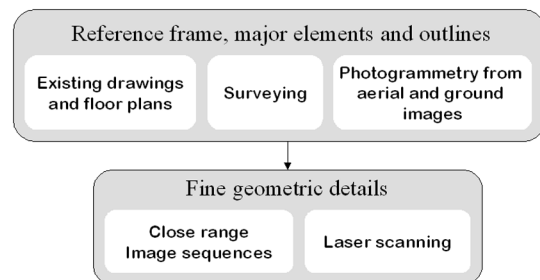 Reference frame, major elements and outlines
Existing drawings
and floor plans
Surveying
Photogrammetry from
aerial and ground
images
Fine geometric details
Close range
Image sequences
Laser scanning